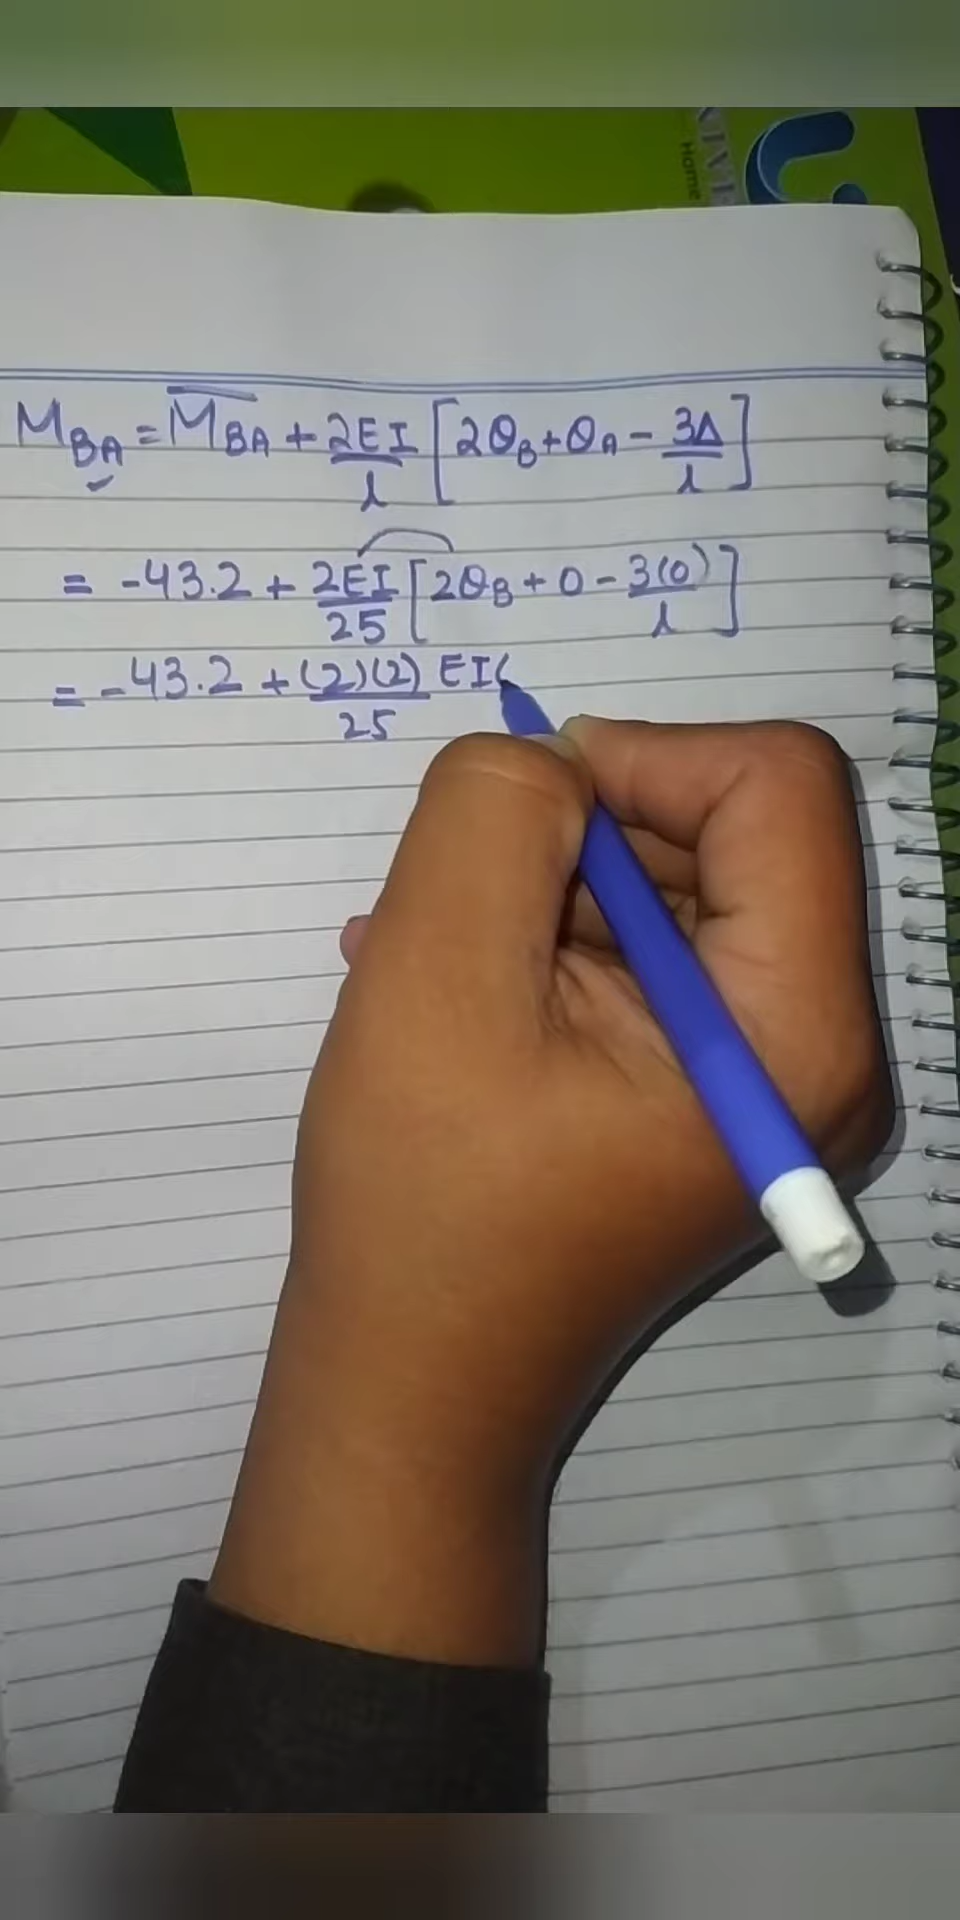 Home
M_BA = M̅_BA + 2EI/l [2θ_B + θ_A - 3Δ/l]
= -43.2 + 2EI/25 [2θ_B + 0 - 3(0)/l]
= -43.2 + (2)(2)/25 EI(